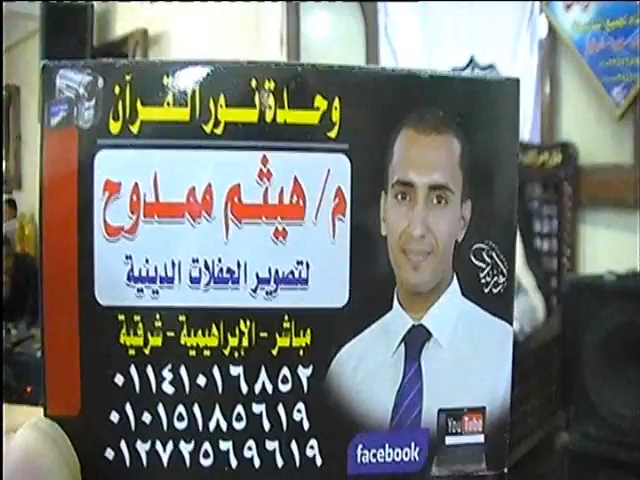 وحدة نور القرآن
م/ هيثم ممدوح
لتصوير الحفلات الدينية
مباشر - الإبراهيمية - شرقية
٠١١٤١٠١٦٨٥٢
٠١٠١٥١٨٥٦١٩
٠١٢٧٢٥٦٩٦١٩
facebook
YouTube